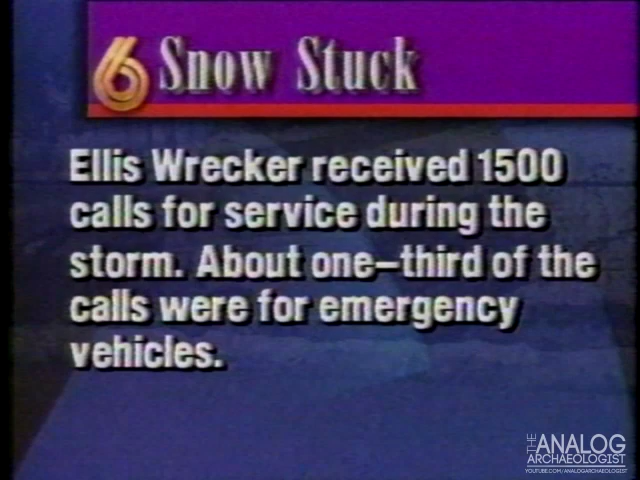 6 Snow Stuck
Ellis Wrecker received 1500
calls for service during the
storm. About one-third of the
calls were for emergency
vehicles.
THE ANALOG
ARCHAEOLOGIST
YOUTUBE.COM/ANALOGARCHAEOLOGIST